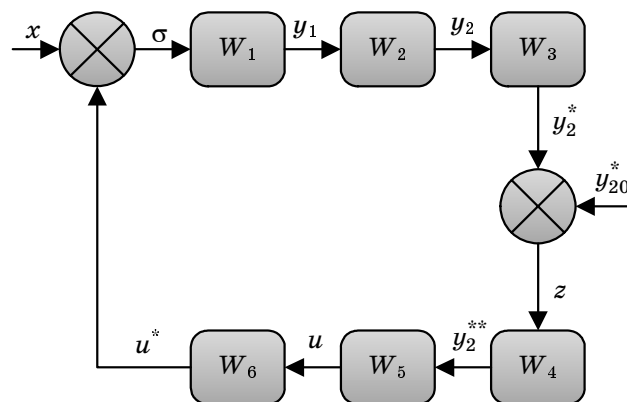 x
σ
W₁
y₁
W₂
y₂
W₃
y₂*
y₂₀*
z
u*
W₆
u
W₅
y₂**
W₄